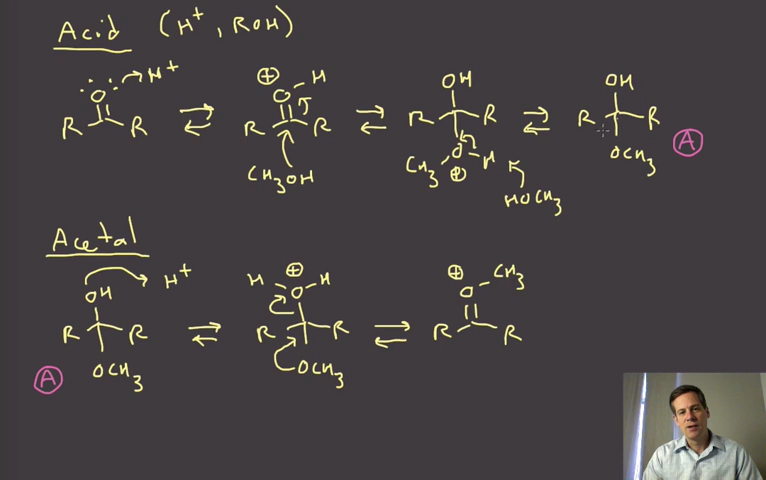 Acid (H⁺, ROH)
O H⁺ ⊕ O H OH OH
R R R R R R R R
CH₃OH CH₃ O H ⊕ OCH₃ A
HOCH₃
Acetal
OH H⁺ H ⊕ O H ⊕ O CH₃
R R R R R R
A OCH₃ OCH₃